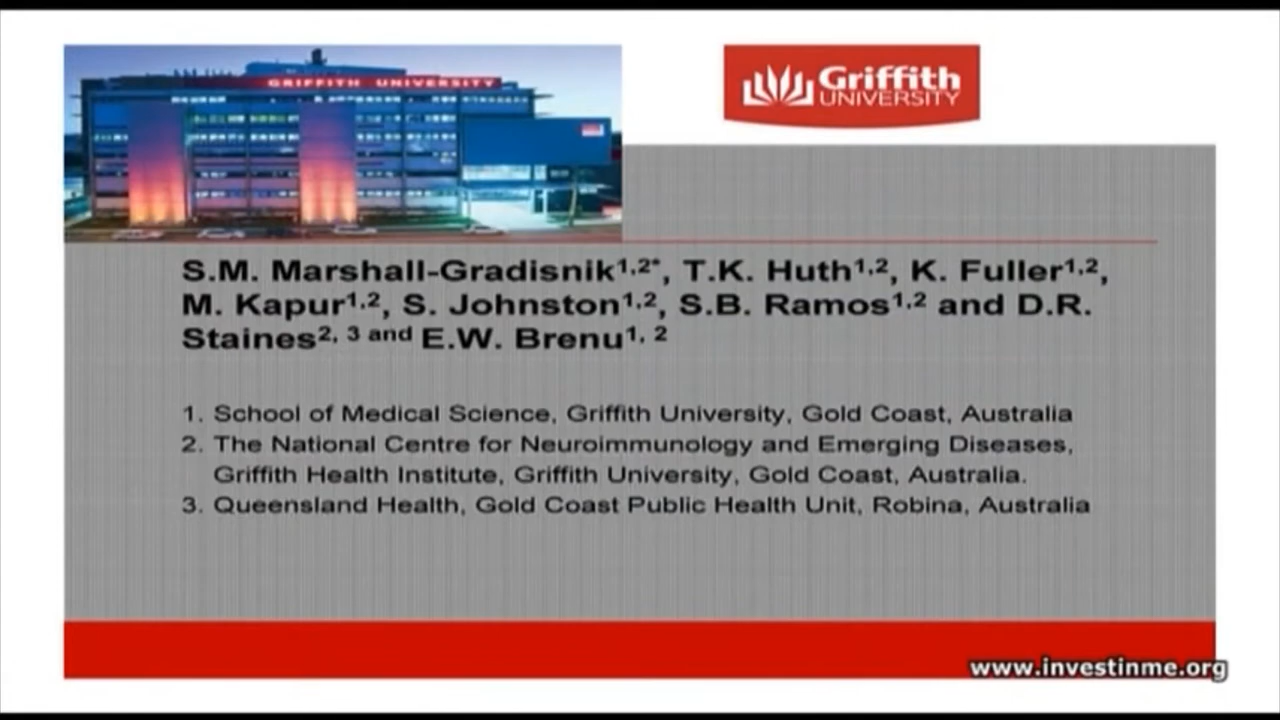 GRIFFITH UNIVERSITY
Griffith
UNIVERSITY
S.M. Marshall-Gradisnik1,2*, T.K. Huth1,2, K. Fuller1,2,
M. Kapur1,2, S. Johnston1,2, S.B. Ramos1,2 and D.R.
Staines2, 3 and E.W. Brenu1, 2
1. School of Medical Science, Griffith University, Gold Coast, Australia
2. The National Centre for Neuroimmunology and Emerging Diseases,
Griffith Health Institute, Griffith University, Gold Coast, Australia.
3. Queensland Health, Gold Coast Public Health Unit, Robina, Australia
www.investinme.org